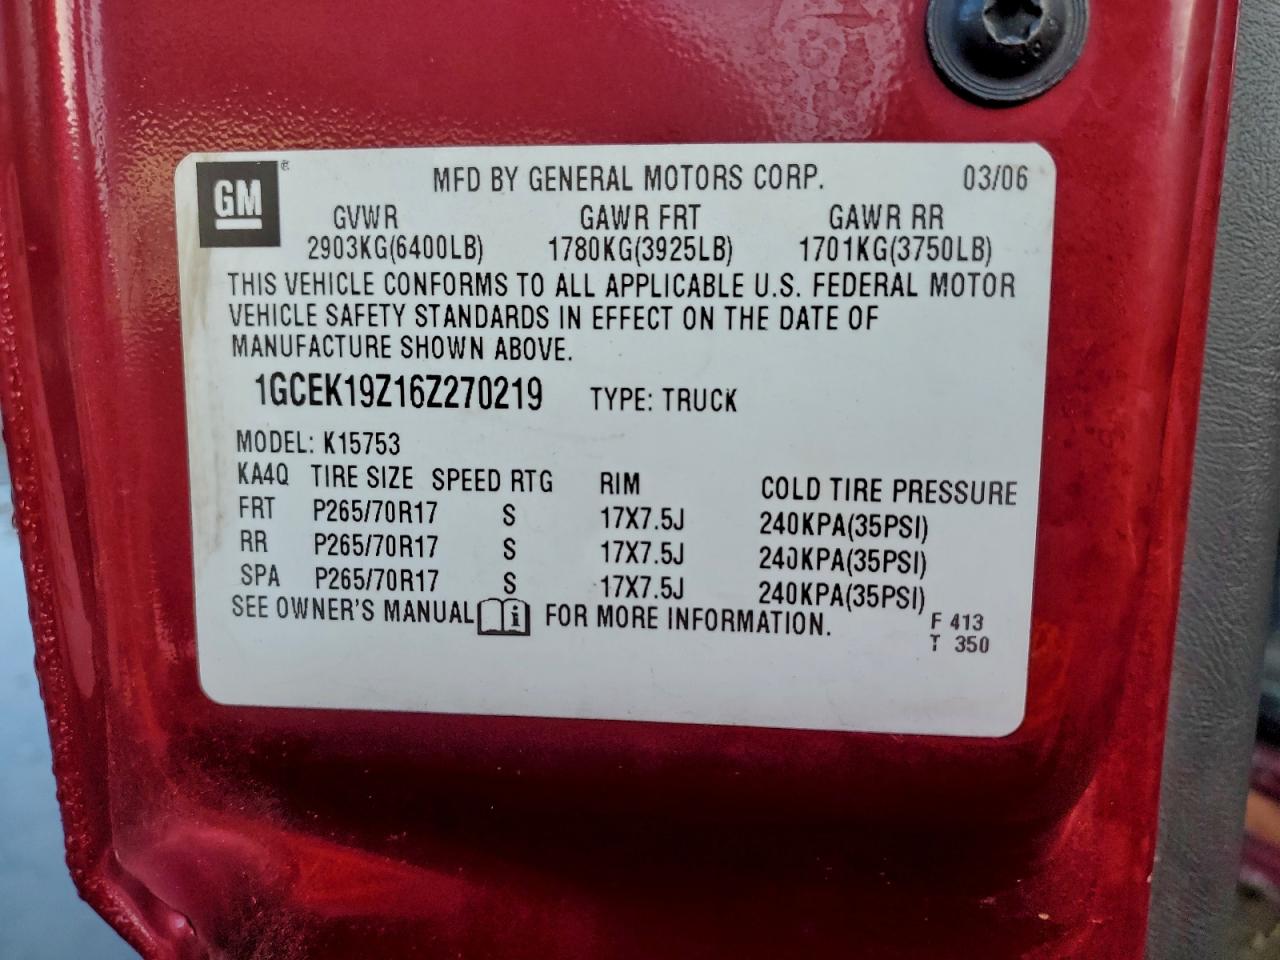 GM ®
MFD BY GENERAL MOTORS CORP. 03/06
GVWR GAWR FRT GAWR RR
2903KG(6400LB) 1780KG(3925LB) 1701KG(3750LB)
THIS VEHICLE CONFORMS TO ALL APPLICABLE U.S. FEDERAL MOTOR
VEHICLE SAFETY STANDARDS IN EFFECT ON THE DATE OF
MANUFACTURE SHOWN ABOVE.
1GCEK19Z16Z270219 TYPE: TRUCK
MODEL: K15753
KA4Q TIRE SIZE SPEED RTG RIM COLD TIRE PRESSURE
FRT P265/70R17 S 17X7.5J 240KPA(35PSI)
RR P265/70R17 S 17X7.5J 240KPA(35PSI)
SPA P265/70R17 S 17X7.5J 240KPA(35PSI)
SEE OWNER'S MANUAL i FOR MORE INFORMATION.
F 413
T 350